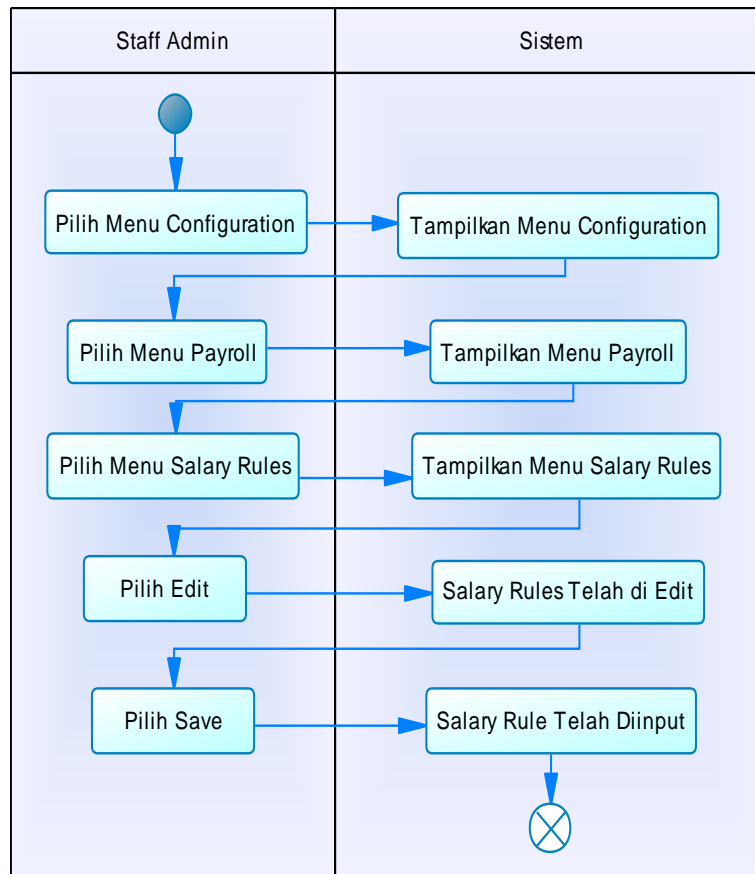 Staff Admin
Sistem
Pilih Menu Configuration
Tampilkan Menu Configuration
Pilih Menu Payroll
Tampilkan Menu Payroll
Pilih Menu Salary Rules
Tampilkan Menu Salary Rules
Pilih Edit
Salary Rules Telah di Edit
Pilih Save
Salary Rule Telah Diinput